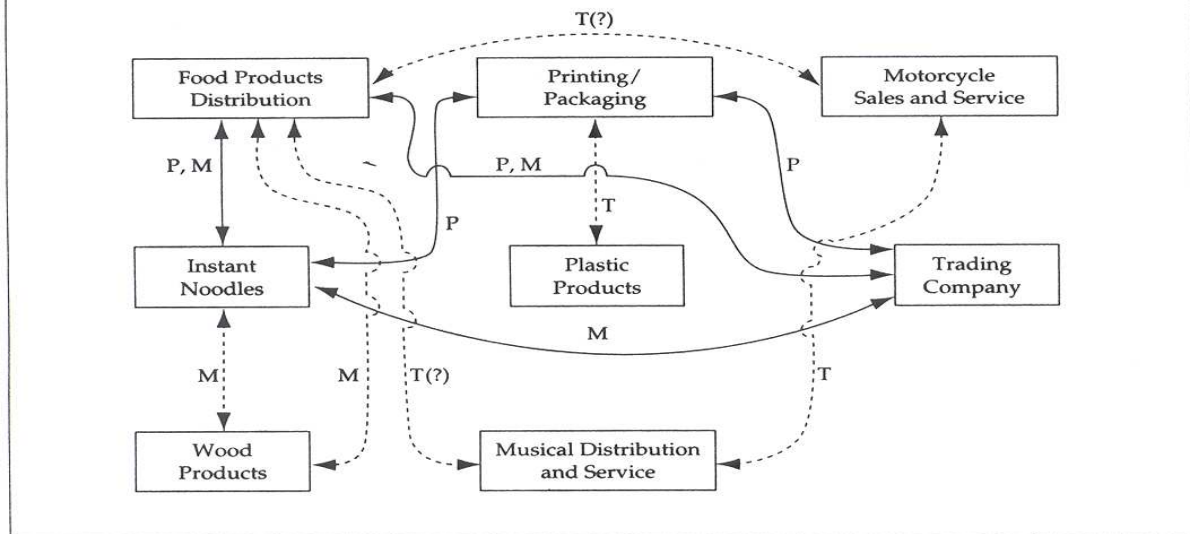 T(?)
Food Products
Distribution
Printing/
Packaging
Motorcycle
Sales and Service
P, M
P, M
P
T
P
Instant
Noodles
Plastic
Products
Trading
Company
M
M
M
T(?)
T
Wood
Products
Musical Distribution
and Service